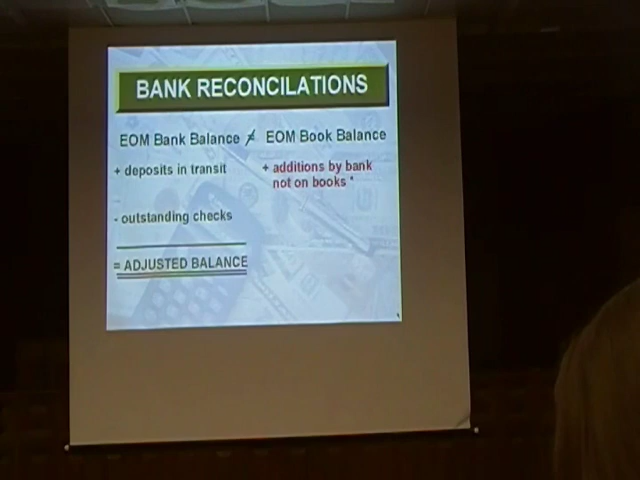 BANK RECONCILATIONS
EOM Bank Balance ≠ EOM Book Balance
+ deposits in transit
+ additions by bank
not on books *
- outstanding checks
= ADJUSTED BALANCE